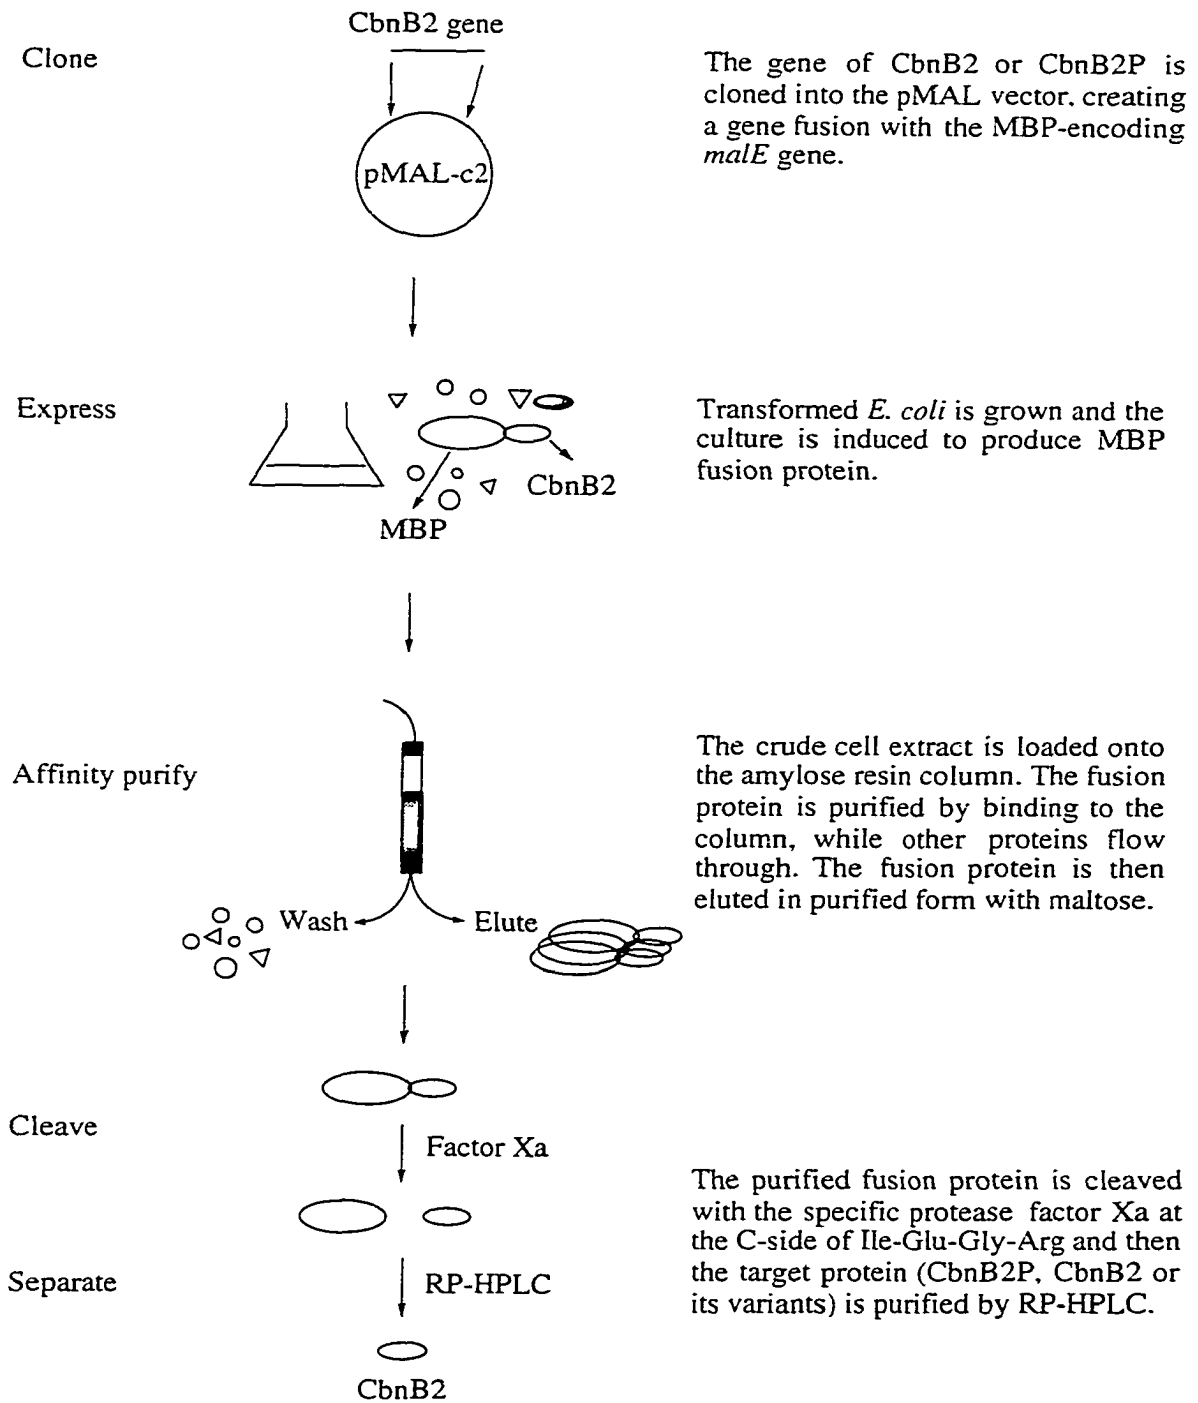 CbnB2 gene
Clone
The gene of CbnB2 or CbnB2P is
cloned into the pMAL vector, creating
a gene fusion with the MBP-encoding
malE gene.
pMAL-c2
Express
Transformed E. coli is grown and the
culture is induced to produce MBP
fusion protein.
CbnB2
MBP
Affinity purify
The crude cell extract is loaded onto
the amylose resin column. The fusion
protein is purified by binding to the
column, while other proteins flow
through. The fusion protein is then
eluted in purified form with maltose.
Wash
Elute
Cleave
Factor Xa
The purified fusion protein is cleaved
with the specific protease factor Xa at
the C-side of Ile-Glu-Gly-Arg and then
the target protein (CbnB2P, CbnB2 or
its variants) is purified by RP-HPLC.
Separate
RP-HPLC
CbnB2